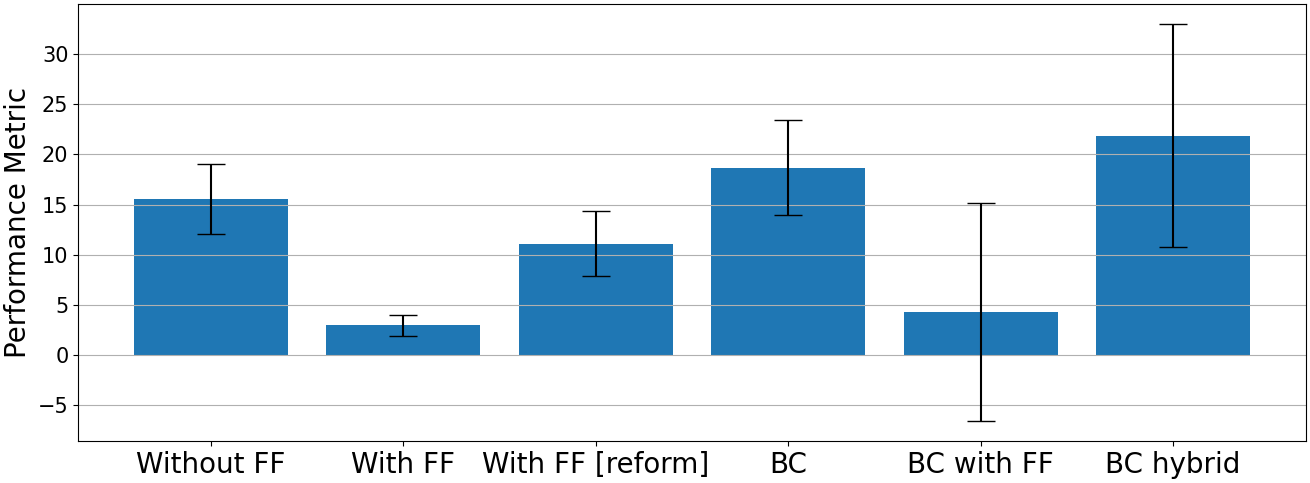 Performance Metric
30
25
20
15
10
5
0
−5
Without FF
With FF
With FF [reform]
BC
BC with FF
BC hybrid